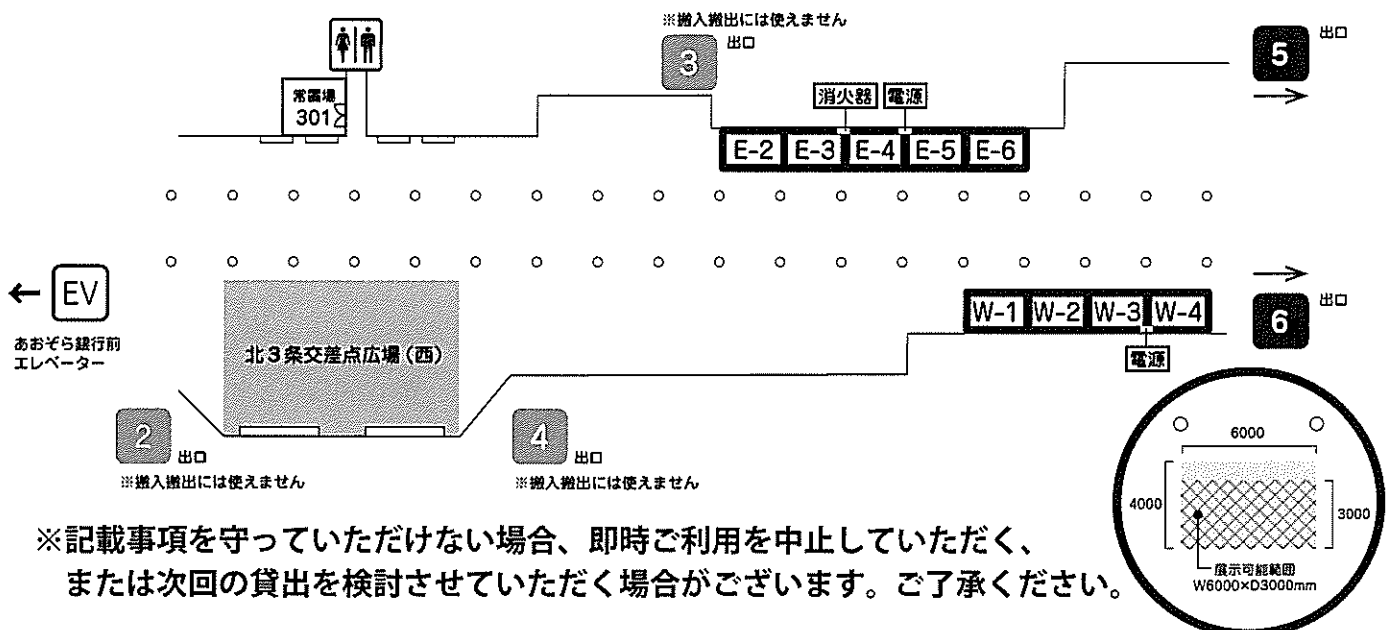 ※搬入搬出には使えません
3
出口
5
出口
常置場
301
消火器
電源
E-2
E-3
E-4
E-5
E-6
EV
あおぞら銀行前
エレベーター
北3条交差点広場(西)
W-1
W-2
W-3
W-4
6
出口
電源
2
出口
※搬入搬出には使えません
4
出口
※搬入搬出には使えません
6000
4000
3000
展示可能範囲
W6000×D3000mm
※記載事項を守っていただけない場合、即時ご利用を中止していただく、
または次回の貸出を検討させていただく場合がございます。ご了承ください。